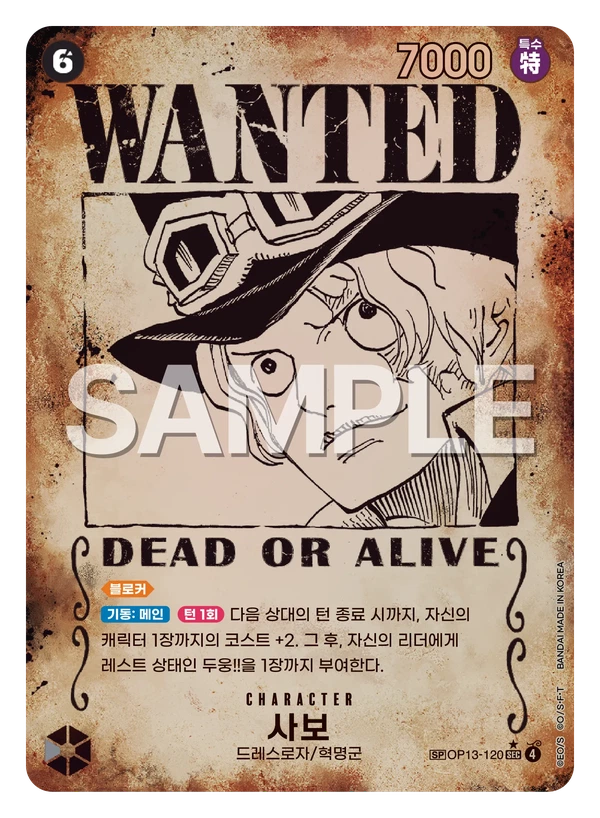 6
7000
특수
特
WANTED
SAMPLE
DEAD OR ALIVE
블로커
기동: 메인 턴 1회 다음 상대의 턴 종료 시까지, 자신의
캐릭터 1장까지의 코스트 +2. 그 후, 자신의 리더에게
레스트 상태인 두웅!!을 1장까지 부여한다.
CHARACTER
사보
드레스로자/혁명군
SP OP13-120 SEC 4
©EO/S ©O/S·F·T BANDAI MADE IN KOREA